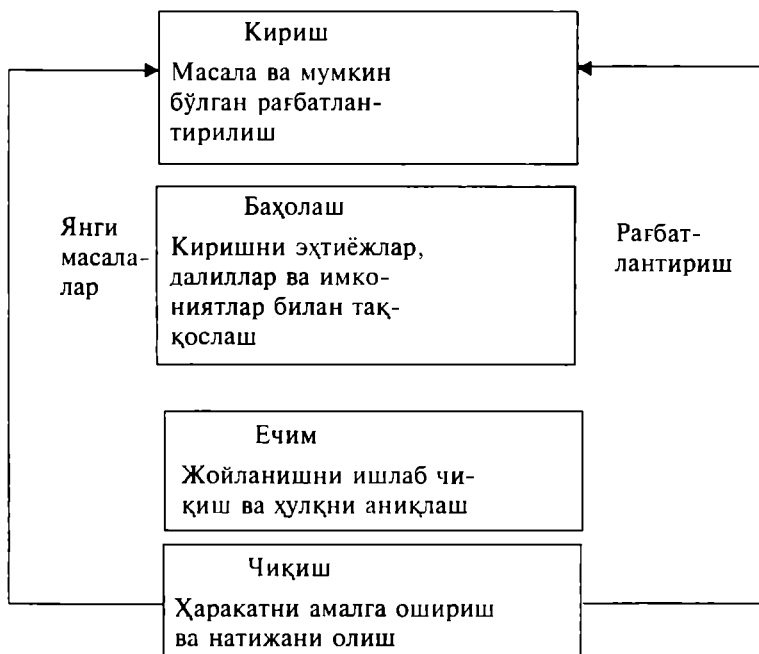 Кириш
Масала ва мумкин
бўлган рағбатлан-
тирилиш
Баҳолаш
Киришни эҳтиёжлар,
далиллар ва имко-
ниятлар билан тақ-
қослаш
Янги
масала-
лар
Рағбат-
лантириш
Ечим
Жойланишни ишлаб чи-
қиш ва ҳулқни аниқлаш
Чиқиш
Ҳаракатни амалга ошириш
ва натижани олиш